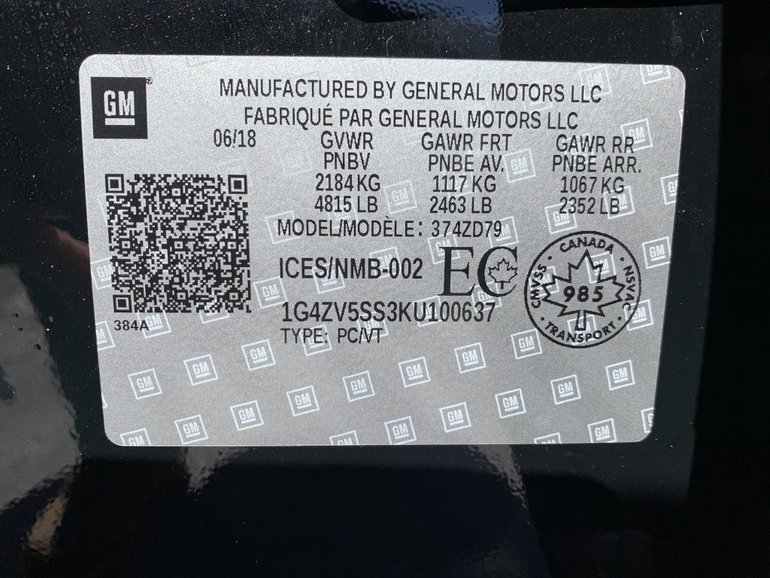 GM
MANUFACTURED BY GENERAL MOTORS LLC
FABRIQUÉ PAR GENERAL MOTORS LLC
06/18 GVWR GAWR FRT GAWR RR
PNBV PNBE AV. PNBE ARR.
2184 KG 1117 KG 1067 KG
4815 LB 2463 LB 2352 LB
MODEL/MODÈLE: 374ZD79
ICES/NMB-002 EC
CANADA
CMVSS 985 NSVAC
TRANSPORT
1G4ZV5SS3KU100637
384A
TYPE: PC/VT